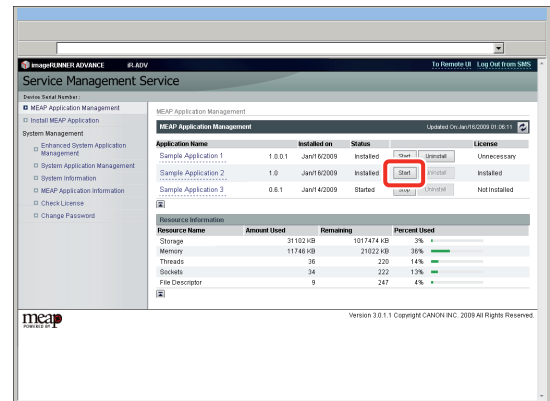 imageRUNNER ADVANCE iR-ADV To Remote UI Log Out from SMS
Service Management Service
Device Serial Number :
MEAP Application Management
Install MEAP Application
System Management
Enhanced System Application
Management
System Application Management
System Information
MEAP Application Information
Check License
Change Password
MEAP Application Management
MEAP Application Management Updated On:Jan/16/2009 01:06:11
Application Name Installed on Status License
Sample Application 1 1.0.0.1 Jan/16/2009 Installed Start Uninstall Unnecessary
Sample Application 2 1.0 Jan/16/2009 Installed Start Uninstall Installed
Sample Application 3 0.6.1 Jan/14/2009 Started Stop Uninstall Not Installed
Resource Information
Resource Name Amount Used Remaining Percent Used
Storage 31102 KB 1017474 KB 3%
Memory 11746 KB 21022 KB 36%
Threads 36 220 14%
Sockets 34 222 13%
File Descriptor 9 247 4%
meap
POWERED BY
Version 3.0.1.1 Copyright CANON INC. 2009 All Rights Reserved.